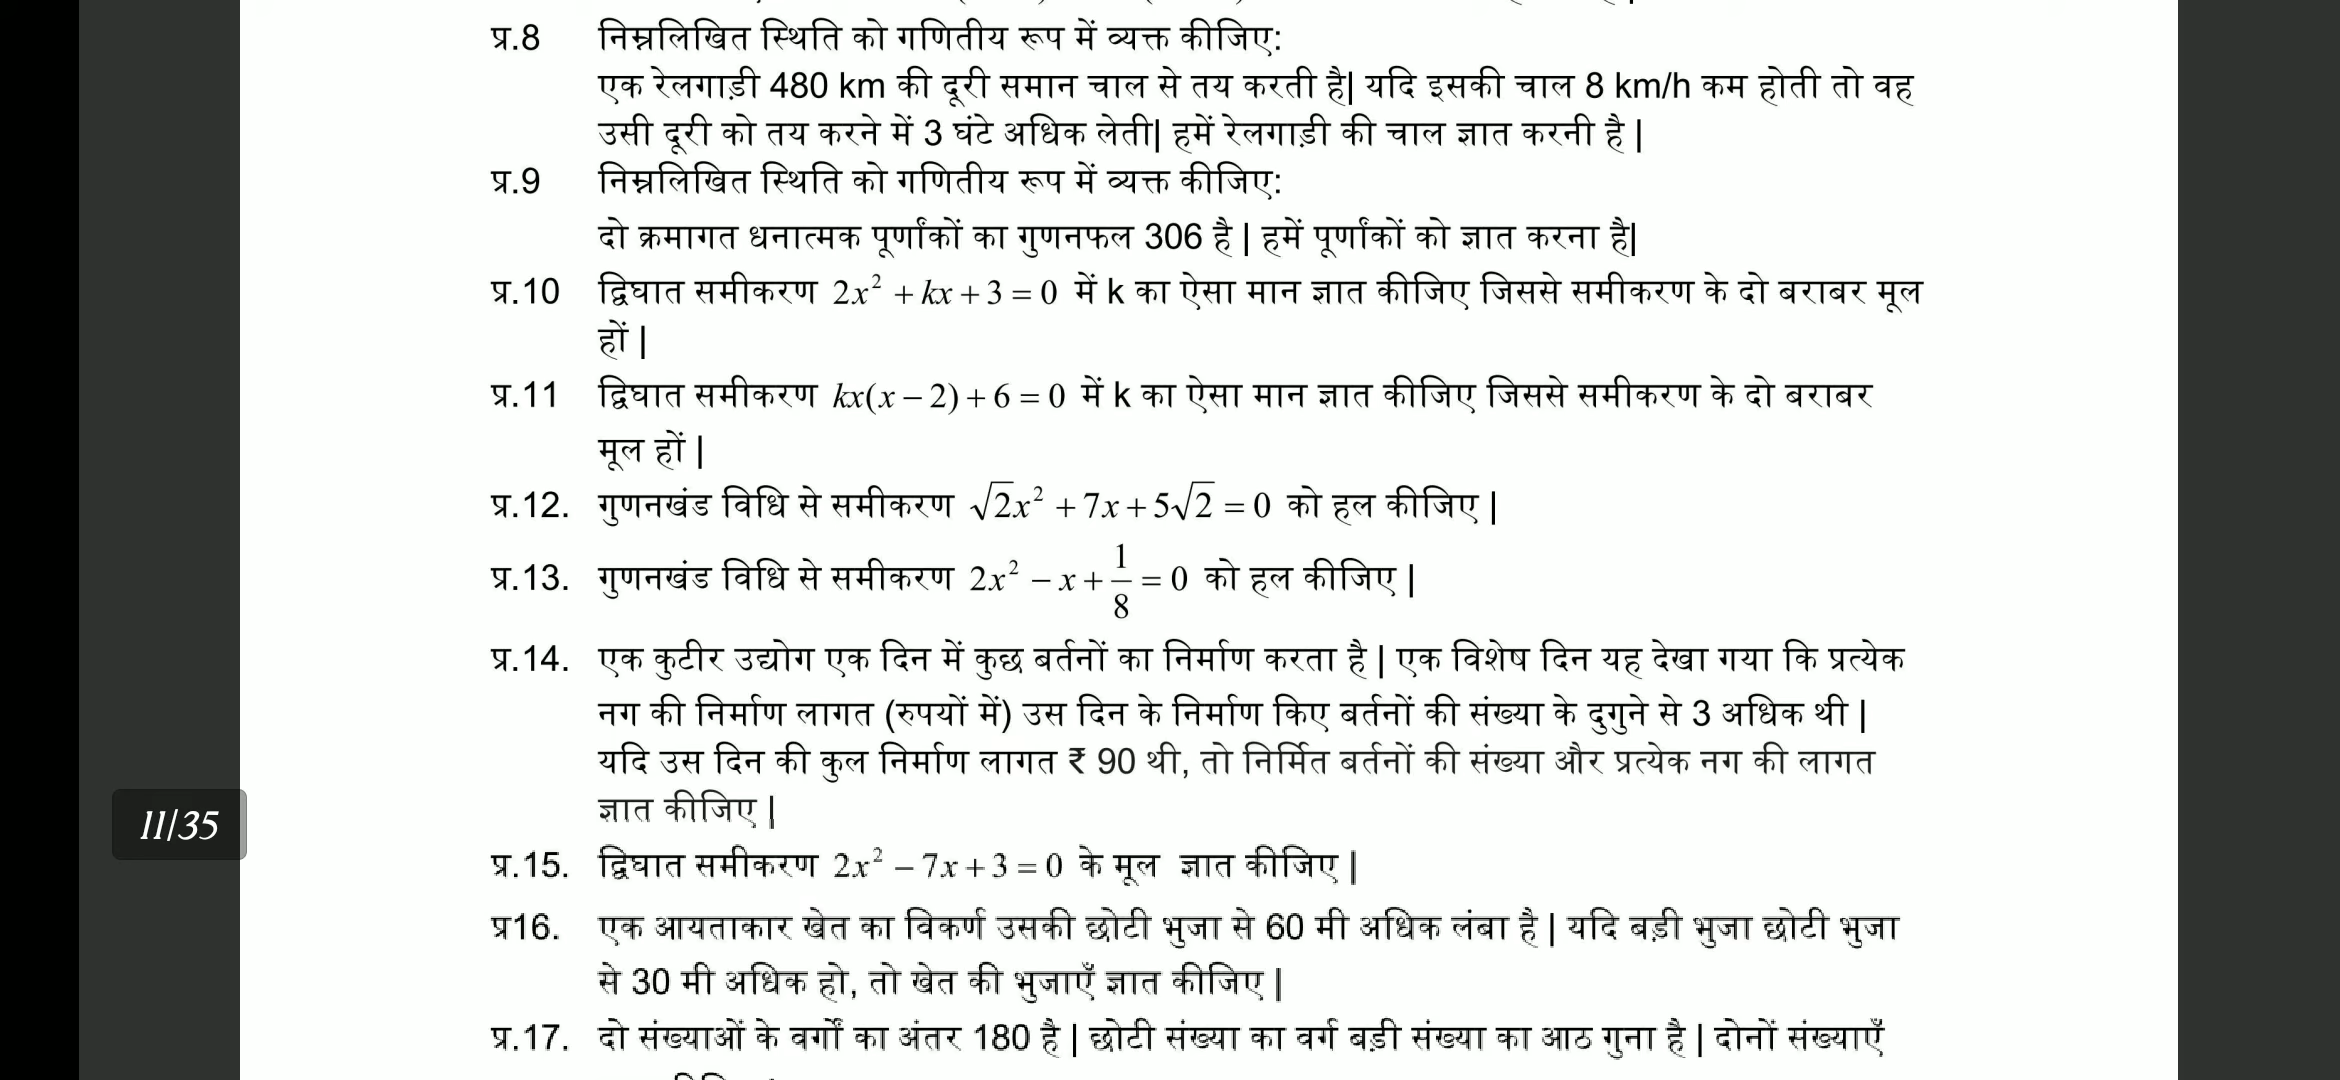 प्र.8 निम्नलिखित स्थिति को गणितीय रूप में व्यक्त कीजिए:
एक रेलगाड़ी 480 km की दूरी समान चाल से तय करती है| यदि इसकी चाल 8 km/h कम होती तो वह
उसी दूरी को तय करने में 3 घंटे अधिक लेती| हमें रेलगाड़ी की चाल ज्ञात करनी है |
प्र.9 निम्नलिखित स्थिति को गणितीय रूप में व्यक्त कीजिए:
दो क्रमागत धनात्मक पूर्णांकों का गुणनफल 306 है | हमें पूर्णांकों को ज्ञात करना है|
प्र.10 द्विघात समीकरण 2x² + kx + 3 = 0 में k का ऐसा मान ज्ञात कीजिए जिससे समीकरण के दो बराबर मूल
हों |
प्र.11 द्विघात समीकरण kx(x − 2) + 6 = 0 में k का ऐसा मान ज्ञात कीजिए जिससे समीकरण के दो बराबर
मूल हों |
प्र.12. गुणनखंड विधि से समीकरण √2x² + 7x + 5√2 = 0 को हल कीजिए |
प्र.13. गुणनखंड विधि से समीकरण 2x² − x + 1/8 = 0 को हल कीजिए |
प्र.14. एक कुटीर उद्योग एक दिन में कुछ बर्तनों का निर्माण करता है | एक विशेष दिन यह देखा गया कि प्रत्येक
नग की निर्माण लागत (रुपयों में) उस दिन के निर्माण किए बर्तनों की संख्या के दुगुने से 3 अधिक थी |
यदि उस दिन की कुल निर्माण लागत ₹ 90 थी, तो निर्मित बर्तनों की संख्या और प्रत्येक नग की लागत
ज्ञात कीजिए |
11/35
प्र.15. द्विघात समीकरण 2x² − 7x + 3 = 0 के मूल ज्ञात कीजिए |
प्र16. एक आयताकार खेत का विकर्ण उसकी छोटी भुजा से 60 मी अधिक लंबा है | यदि बड़ी भुजा छोटी भुजा
से 30 मी अधिक हो, तो खेत की भुजाएँ ज्ञात कीजिए |
प्र.17. दो संख्याओं के वर्गों का अंतर 180 है | छोटी संख्या का वर्ग बड़ी संख्या का आठ गुना है | दोनों संख्याएँ